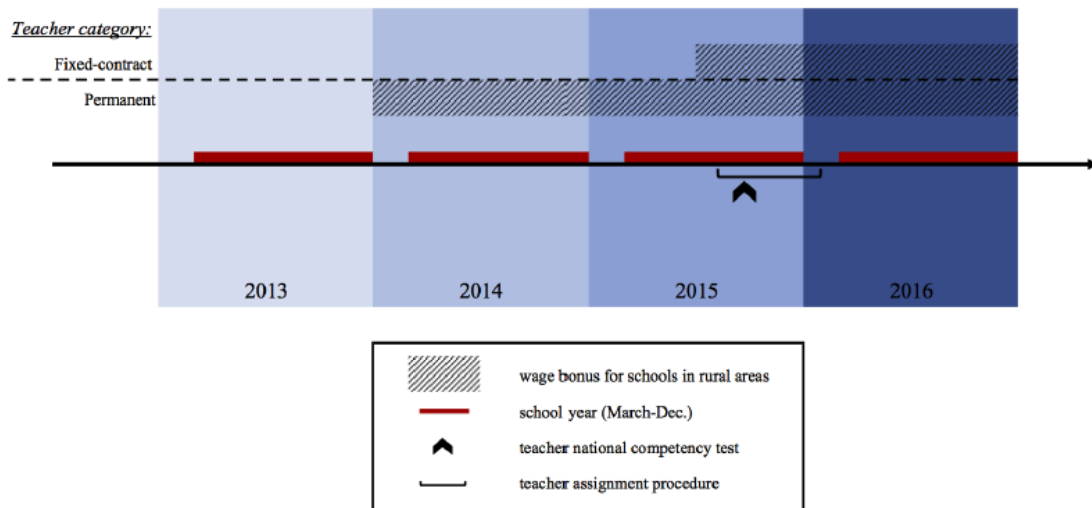 Teacher category:
Fixed-contract
Permanent
2013 2014 2015 2016
wage bonus for schools in rural areas
school year (March-Dec.)
teacher national competency test
teacher assignment procedure